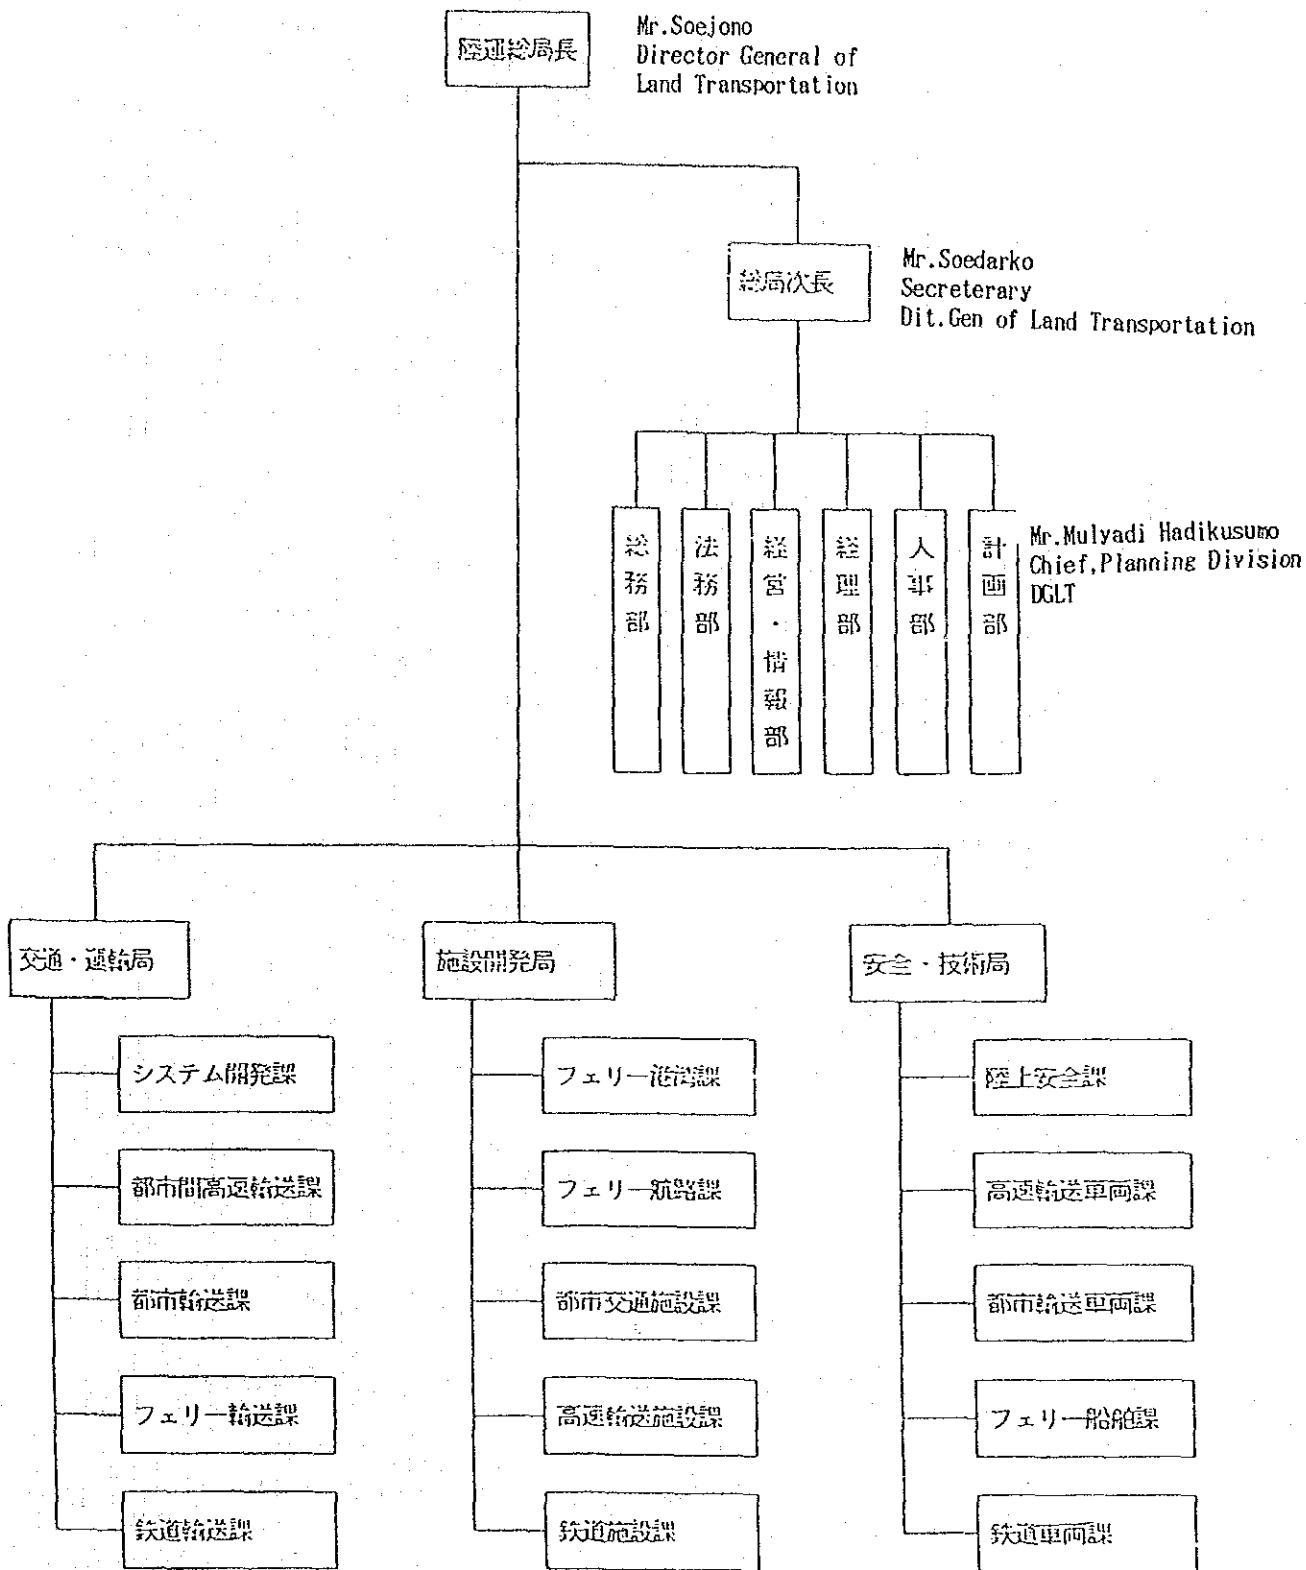 陸運総局長
Mr.Soejono
Director General of
Land Transportation
総局次長
Mr.Soedarko
Secreterary
Dit.Gen of Land Transportation
総務部
法務部
経営・情報部
経理部
人事部
計画部
Mr.Mulyadi Hadikusumo
Chief,Planning Division
DGLT
交通・運輸局
システム開発課
都市間高速輸送課
都市輸送課
フェリー輸送課
鉄道輸送課
施設開発局
フェリー港湾課
フェリー航路課
都市交通施設課
高速輸送施設課
鉄道施設課
安全・技術局
陸上安全課
高速輸送車両課
都市輸送車両課
フェリー船舶課
鉄道車両課